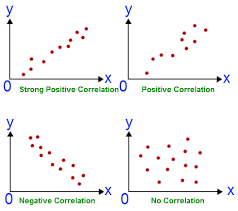 y
y
0
x
0
x
Strong Positive Correlation
Positive Correlation
y
y
0
x
0
x
Negative Correlation
No Correlation